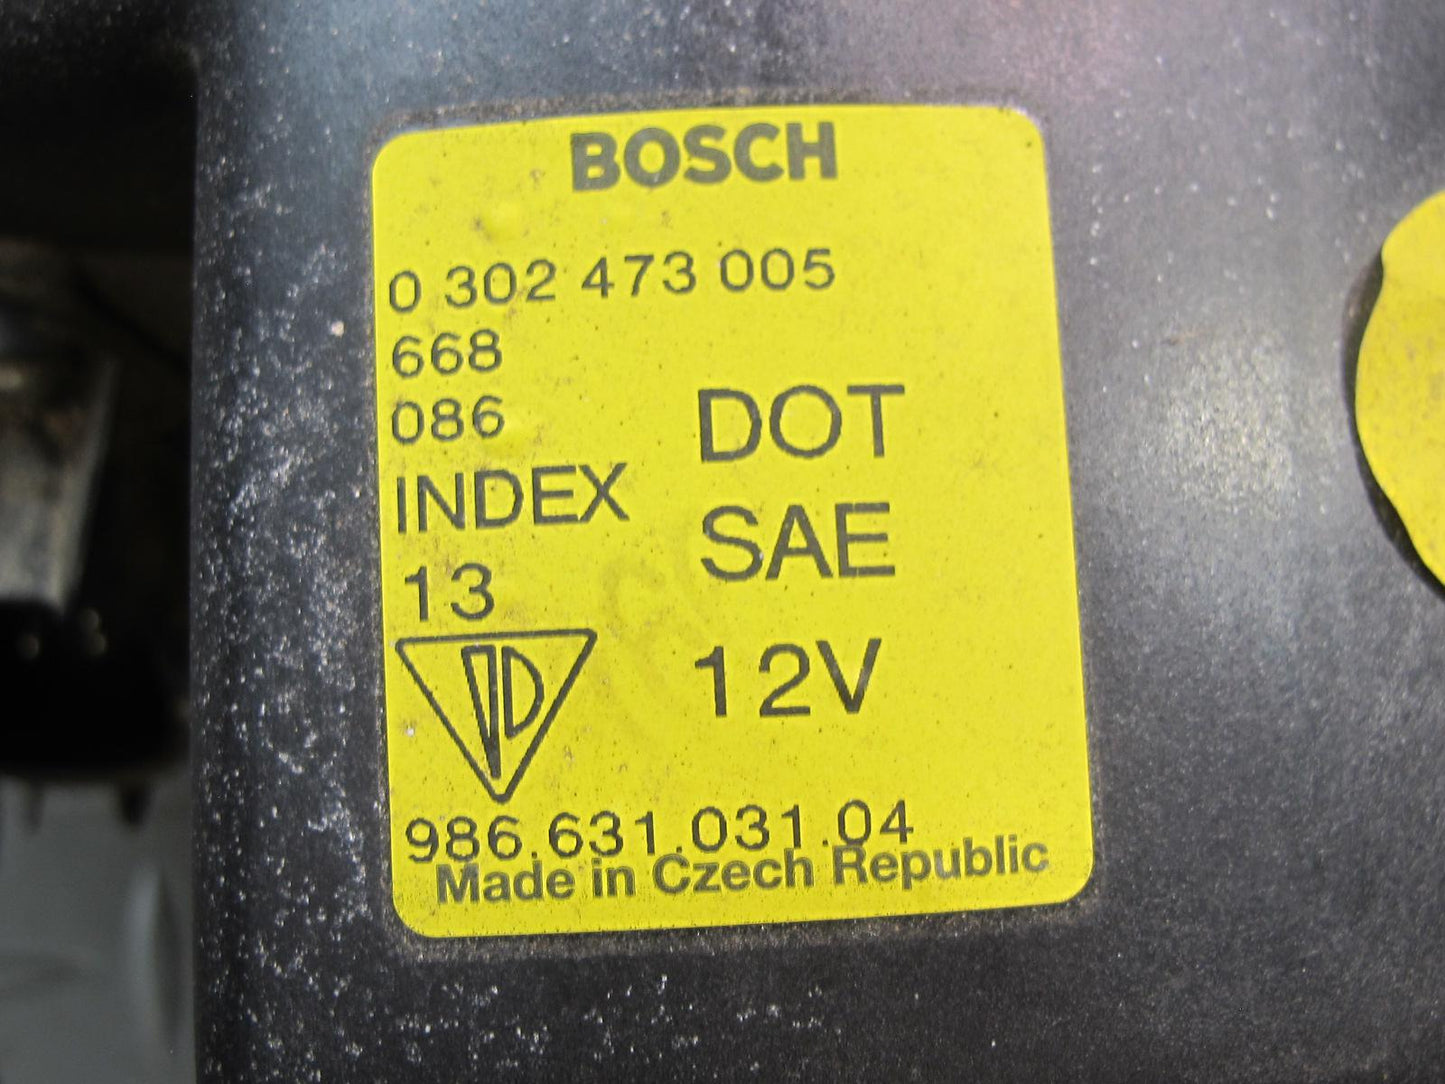 BOSCH
0 302 473 005
668
086
DOT
INDEX
SAE
13
12V
986.631.031.04
Made in Czech Republic